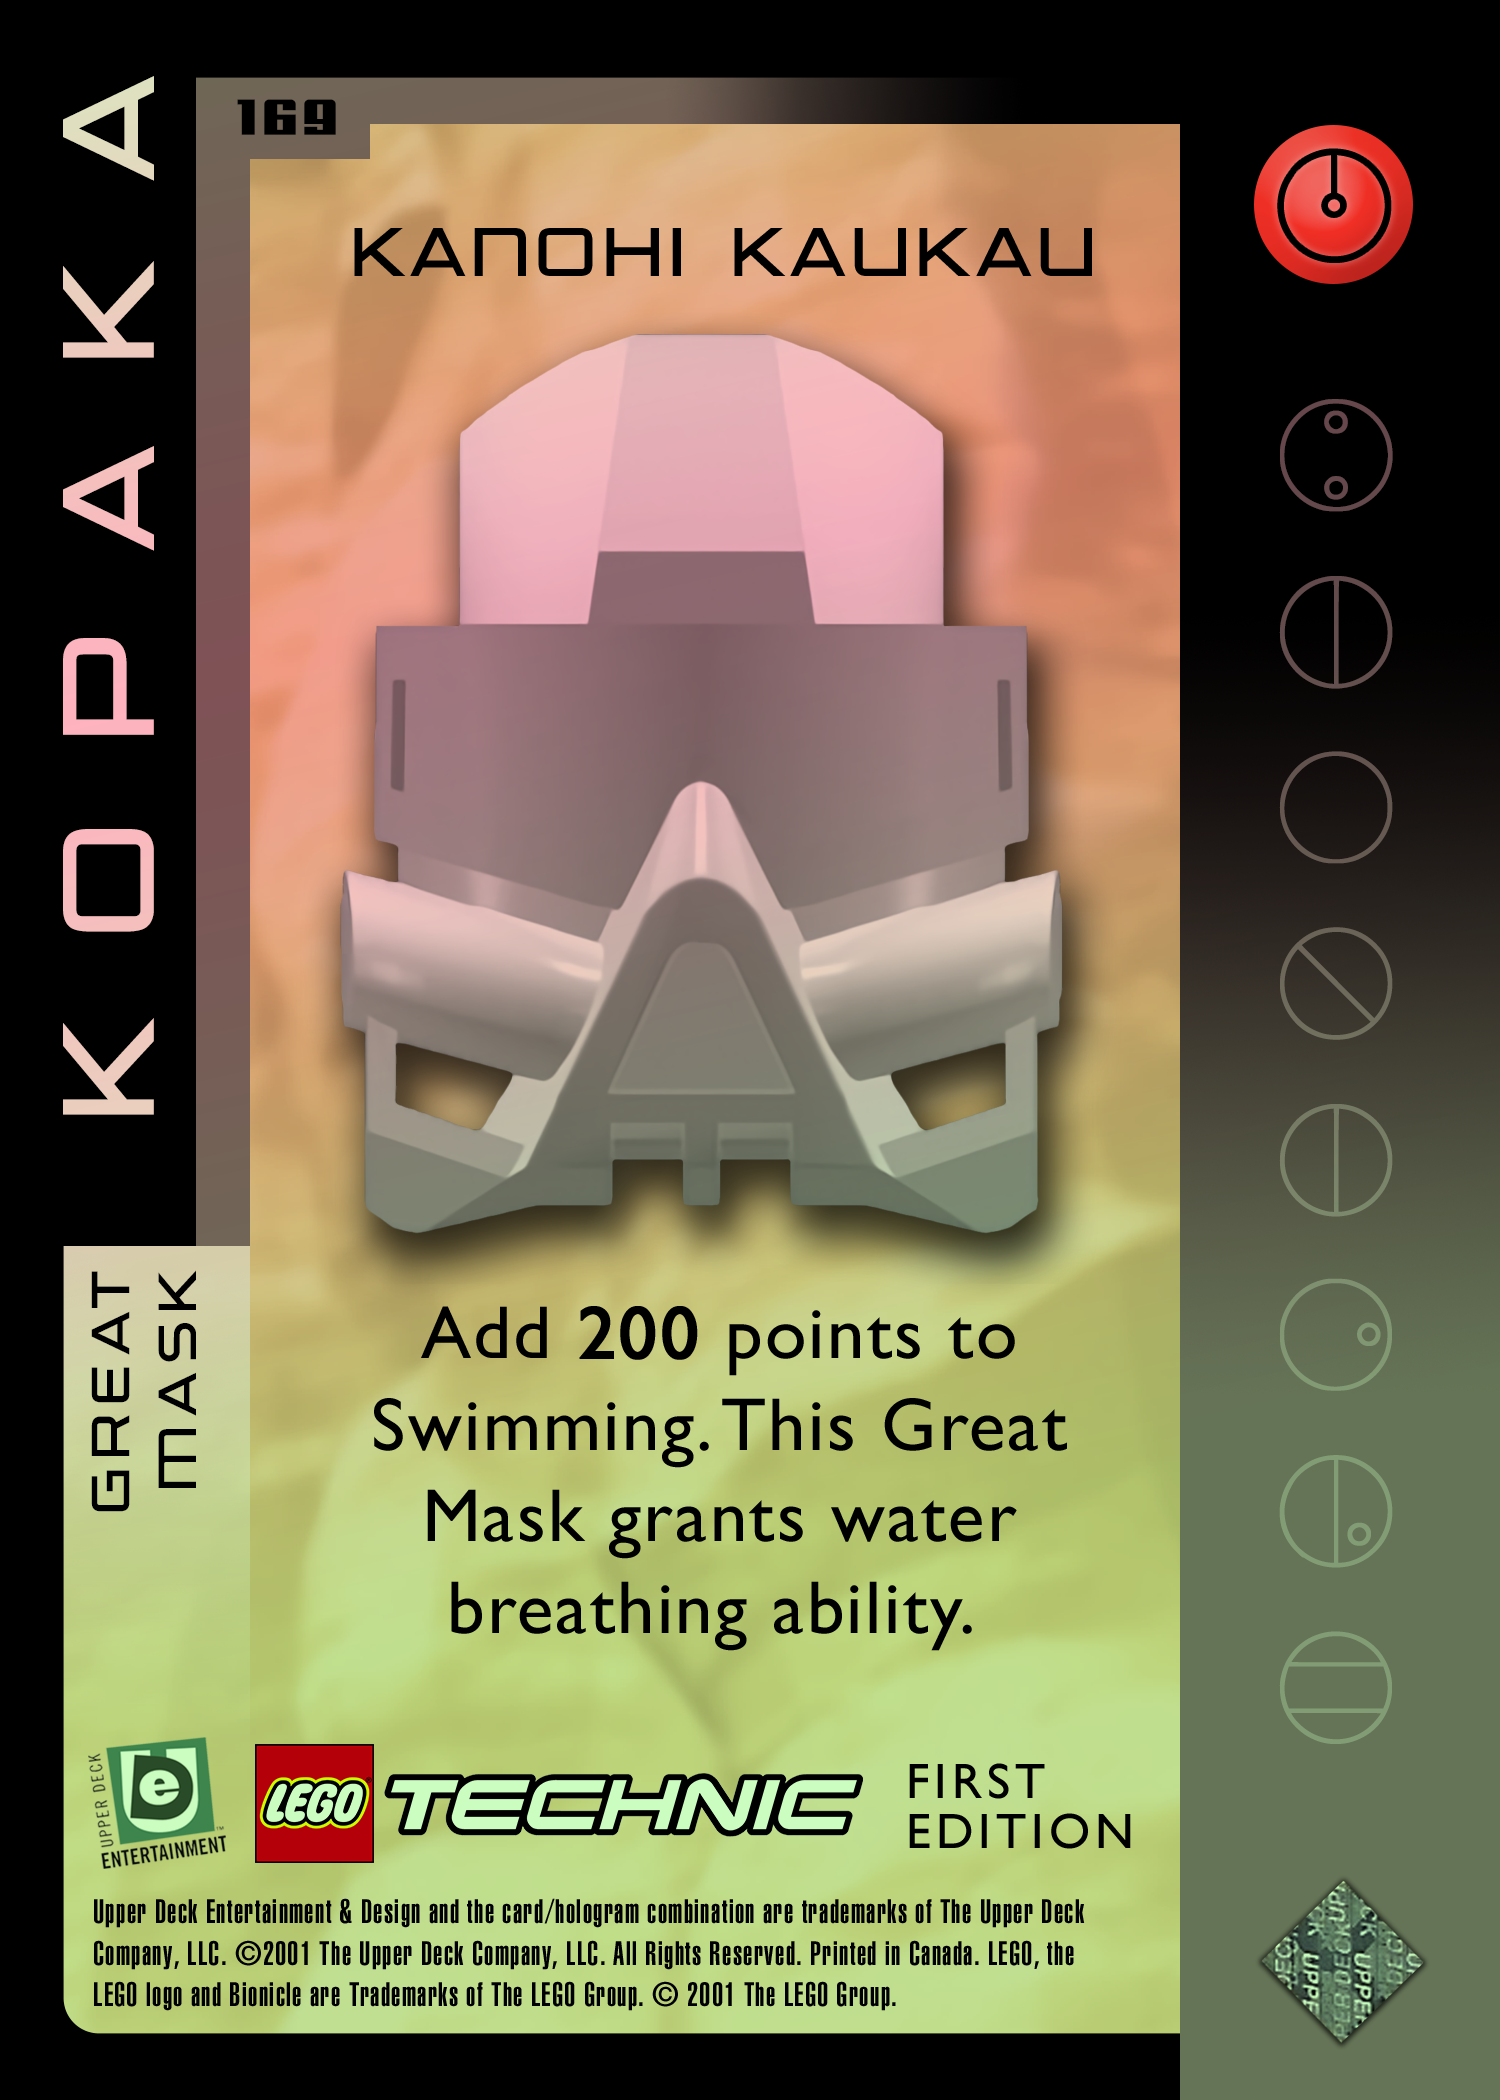 169
KOPAKA
KANOHI KAUKAU
GREAT
MASK
Add 200 points to
Swimming. This Great
Mask grants water
breathing ability.
UPPER DECK
UDe
™
ENTERTAINMENT
LEGO
TECHNIC
FIRST
EDITION
Upper Deck Entertainment & Design and the card/hologram combination are trademarks of The Upper Deck
Company, LLC. ©2001 The Upper Deck Company, LLC. All Rights Reserved. Printed in Canada. LEGO, the
LEGO logo and Bionicle are Trademarks of The LEGO Group. © 2001 The LEGO Group.